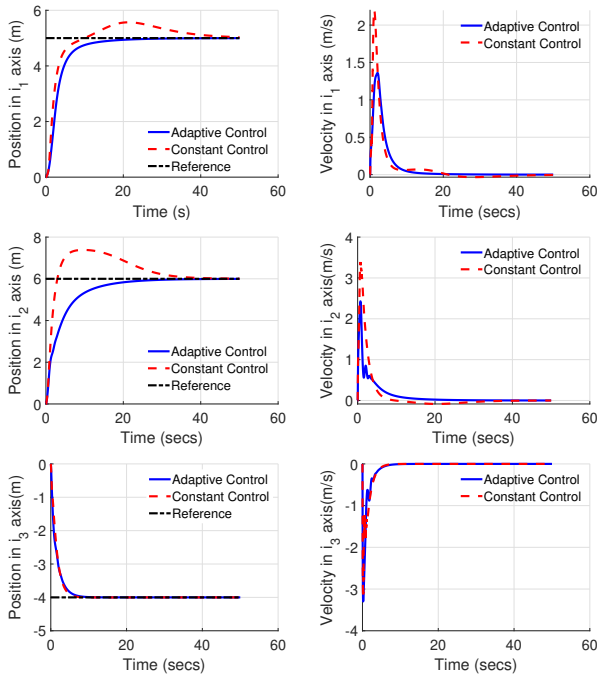 Position in i1 axis (m)
6
4
2
0
Adaptive Control
Constant Control
Reference
0
20
40
60
Time (s)
Velocity in i1 axis (m/s)
2
1.5
1
0.5
0
Adaptive Control
Constant Control
0
20
40
60
Time (secs)
Position in i2 axis (m)
8
6
4
2
0
Adaptive Control
Constant Control
Reference
0
20
40
60
Time (secs)
Velocity in i2 axis(m/s)
4
3
2
1
0
Adaptive Control
Constant Control
0
20
40
60
Time (secs)
Position in i3 axis(m)
0
-1
-2
-3
-4
-5
Adaptive Control
Constant Control
Reference
0
20
40
60
Time (secs)
Velocity in i3 axis(m/s)
0
-1
-2
-3
-4
Adaptive Control
Constant Control
0
20
40
60
Time (secs)